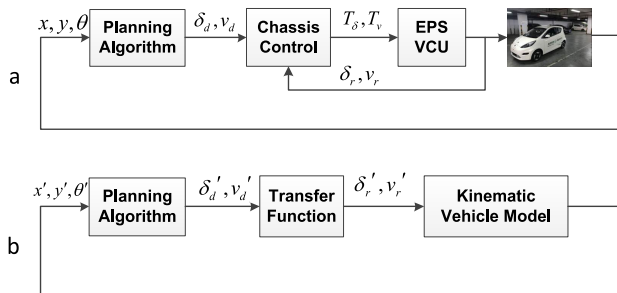 x, y, θ
Planning
Algorithm
δ_d, v_d
Chassis
Control
T_δ, T_v
EPS
VCU
δ_r, v_r
a
x', y', θ'
Planning
Algorithm
δ_d', v_d'
Transfer
Function
δ_r', v_r'
Kinematic
Vehicle Model
b